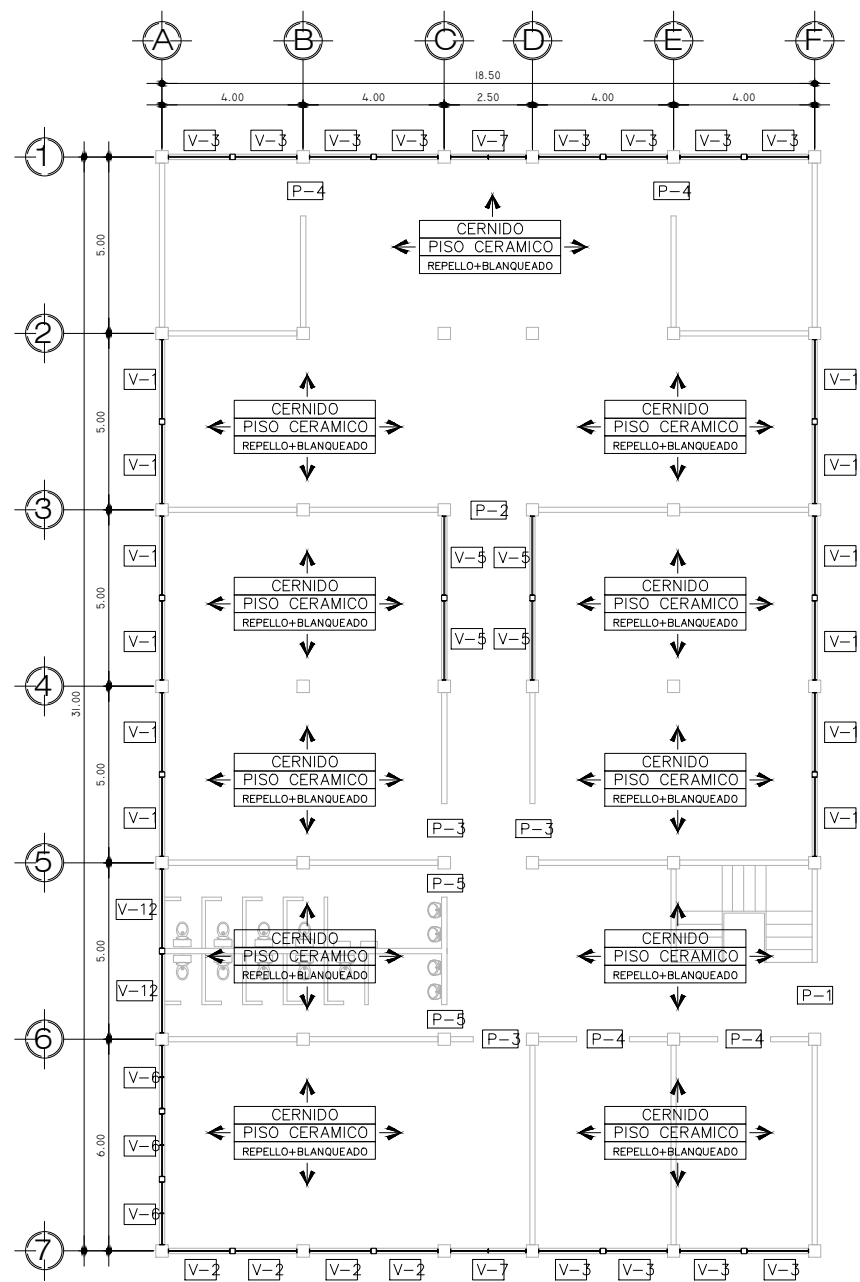 A B C D E F
18.50
4.00 4.00 2.50 4.00 4.00
V-3 V-3 V-3 V-3 V-7 V-3 V-3 V-3 V-3
1
P-4 P-4
CERNIDO
PISO CERAMICO
REPELLO+BLANQUEADO
5.00
2
V-1 V-1
CERNIDO CERNIDO
5.00 PISO CERAMICO PISO CERAMICO
REPELLO+BLANQUEADO REPELLO+BLANQUEADO
V-1 V-1
3 P-2
V-1 V-5 V-5 V-1
CERNIDO CERNIDO
5.00 PISO CERAMICO PISO CERAMICO
REPELLO+BLANQUEADO REPELLO+BLANQUEADO
V-1 V-5 V-5 V-1
4
31.00
V-1 V-1
CERNIDO CERNIDO
5.00 PISO CERAMICO PISO CERAMICO
REPELLO+BLANQUEADO REPELLO+BLANQUEADO
V-1 V-1
P-3 P-3
5
P-5
V-12
CERNIDO CERNIDO
5.00 PISO CERAMICO PISO CERAMICO
REPELLO+BLANQUEADO REPELLO+BLANQUEADO
V-12 P-1
P-5
6 P-3 P-4 P-4
V-6
CERNIDO CERNIDO
6.00 PISO CERAMICO PISO CERAMICO
V-6 REPELLO+BLANQUEADO REPELLO+BLANQUEADO
V-6
7
V-2 V-2 V-2 V-2 V-7 V-3 V-3 V-3 V-3